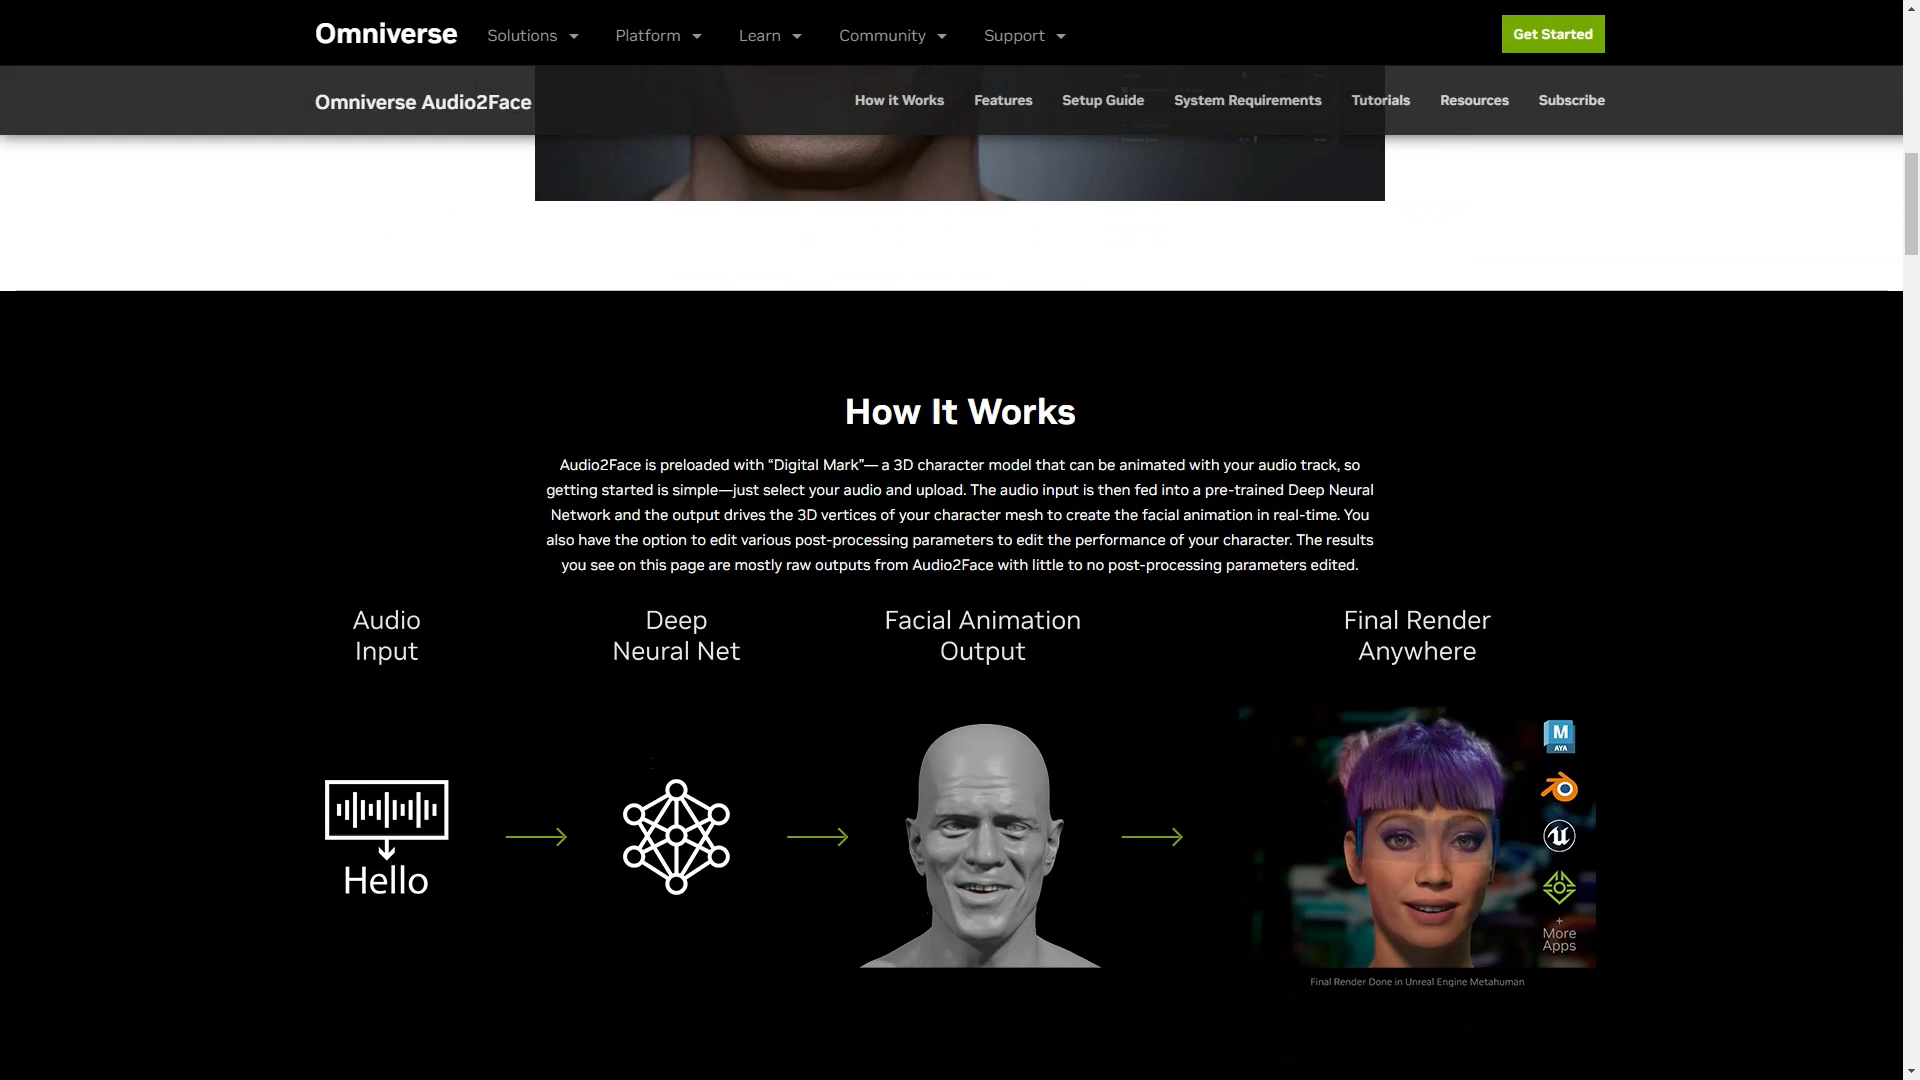 Omniverse Solutions Platform Learn Community Support Get Started
Omniverse Audio2Face How it Works Features Setup Guide System Requirements Tutorials Resources Subscribe
How It Works
Audio2Face is preloaded with “Digital Mark”— a 3D character model that can be animated with your audio track, so
getting started is simple—just select your audio and upload. The audio input is then fed into a pre-trained Deep Neural
Network and the output drives the 3D vertices of your character mesh to create the facial animation in real-time. You
also have the option to edit various post-processing parameters to edit the performance of your character. The results
you see on this page are mostly raw outputs from Audio2Face with little to no post-processing parameters edited.
Audio
Input
Deep
Neural Net
Facial Animation
Output
Final Render
Anywhere
Hello
M
AYA
+
More
Apps
Final Render Done in Unreal Engine Metahuman